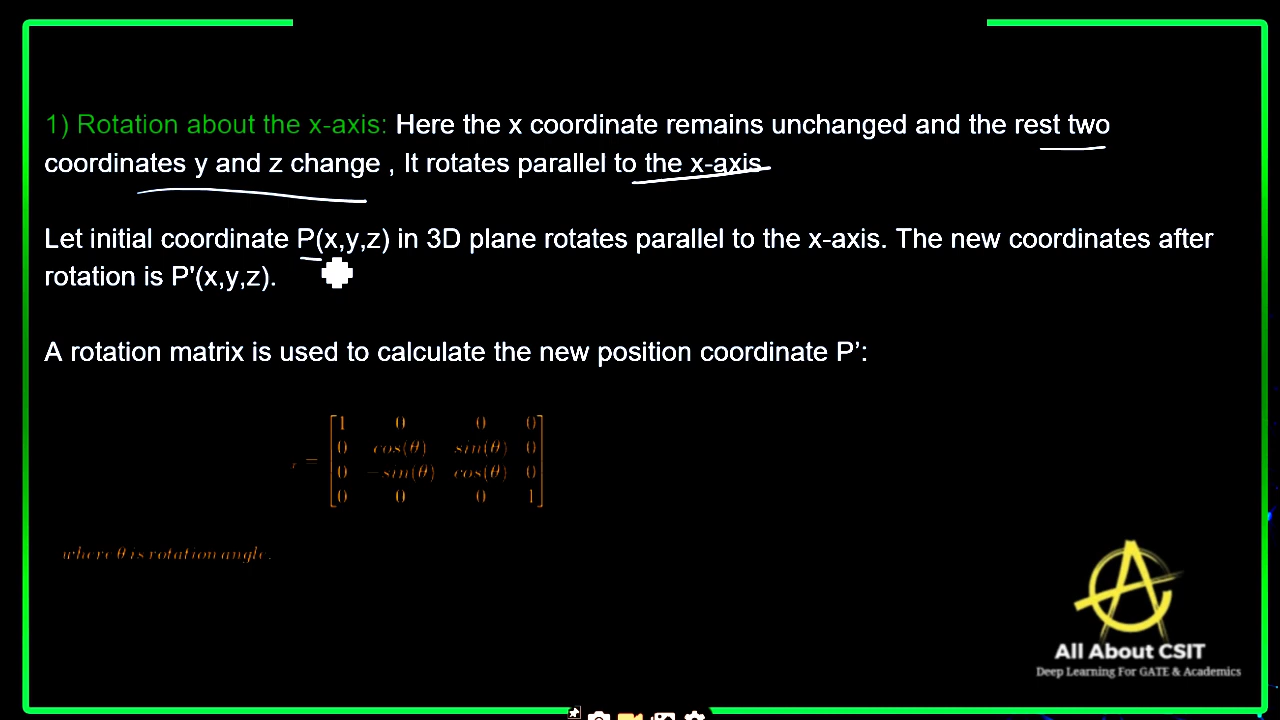 1) Rotation about the x-axis: Here the x coordinate remains unchanged and the rest two
coordinates y and z change , It rotates parallel to the x-axis
Let initial coordinate P(x,y,z) in 3D plane rotates parallel to the x-axis. The new coordinates after
rotation is P'(x,y,z).
A rotation matrix is used to calculate the new position coordinate P’:
1 0 0 0
= 0 cos(θ) sin(θ) 0
0 −sin(θ) cos(θ) 0
0 0 0 1
where θ is rotation angle.
All About CSIT
Deep Learning For GATE & Academics